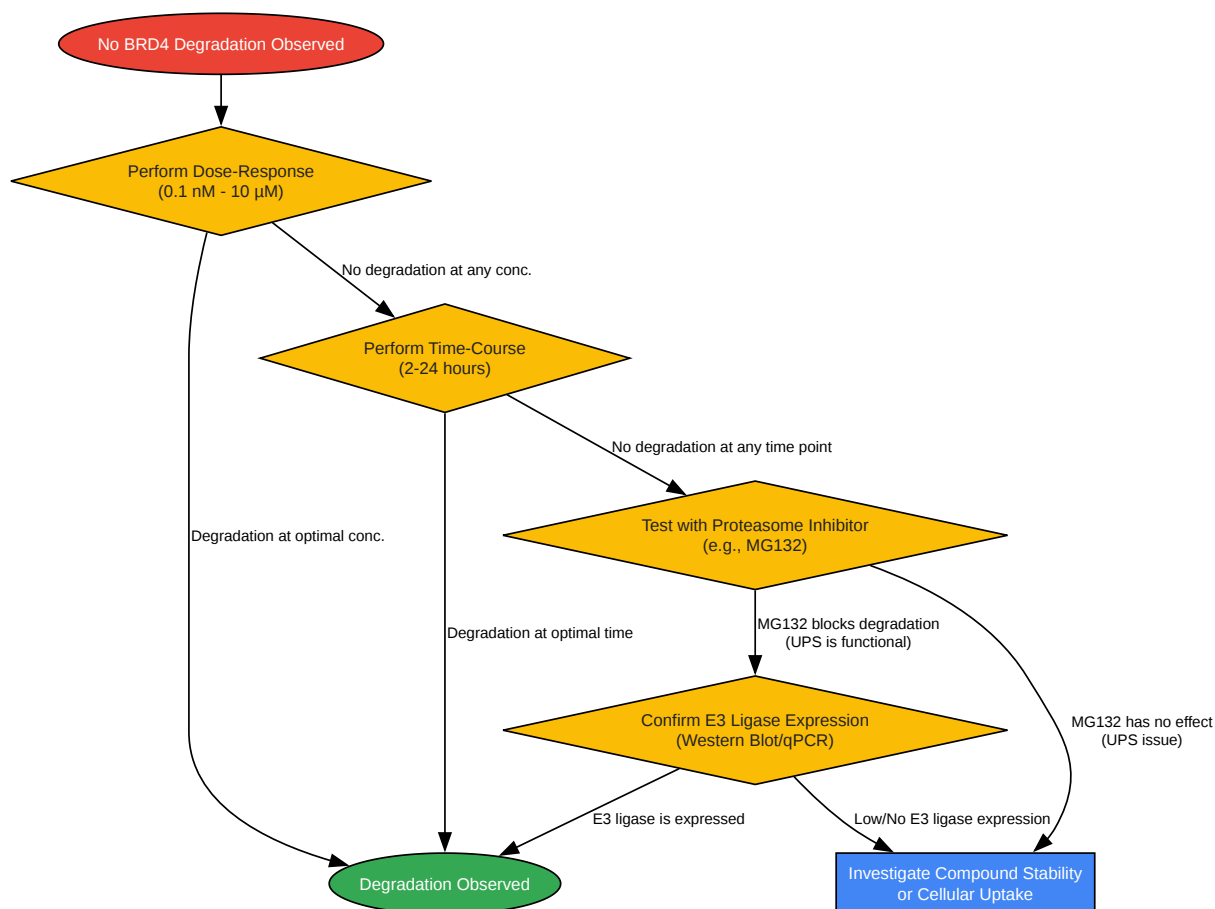 No BRD4 Degradation Observed
Perform Dose-Response
(0.1 nM - 10 µM)
No degradation at any conc.
Perform Time-Course
(2-24 hours)
No degradation at any time point
Test with Proteasome Inhibitor
(e.g., MG132)
Degradation at optimal conc.
Degradation at optimal time
MG132 blocks degradation
(UPS is functional)
MG132 has no effect
(UPS issue)
Confirm E3 Ligase Expression
(Western Blot/qPCR)
E3 ligase is expressed
Low/No E3 ligase expression
Degradation Observed
Investigate Compound Stability
or Cellular Uptake